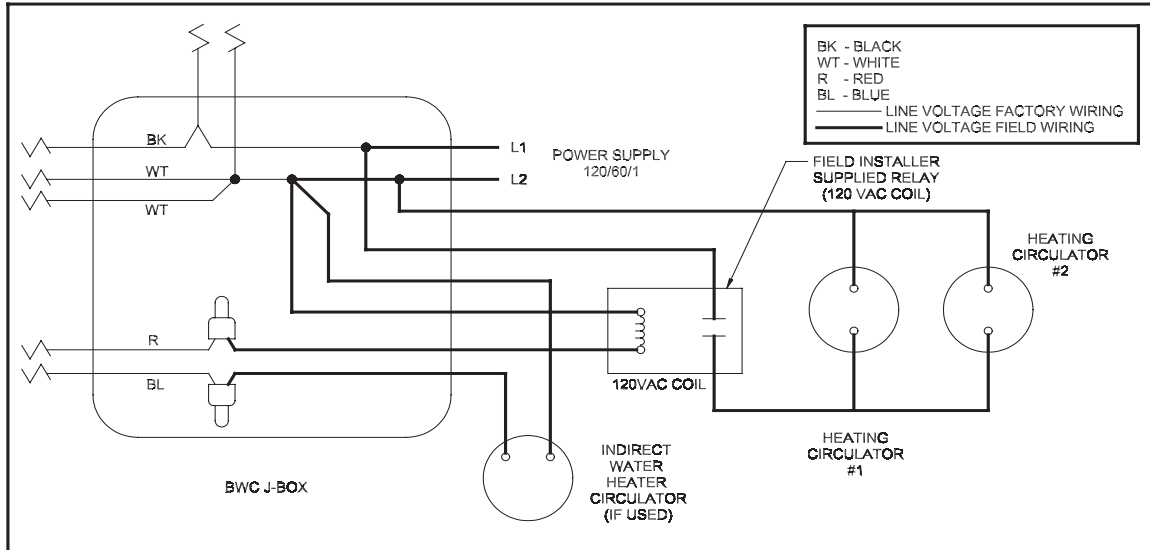 BK - BLACK
WT - WHITE
R - RED
BL - BLUE
LINE VOLTAGE FACTORY WIRING
LINE VOLTAGE FIELD WIRING
BK
WT
WT
L1
L2
POWER SUPPLY
120/60/1
FIELD INSTALLER
SUPPLIED RELAY
(120 VAC COIL)
HEATING
CIRCULATOR
#2
R
BL
120VAC COIL
HEATING
CIRCULATOR
#1
INDIRECT
WATER
HEATER
CIRCULATOR
(IF USED)
BWC J-BOX